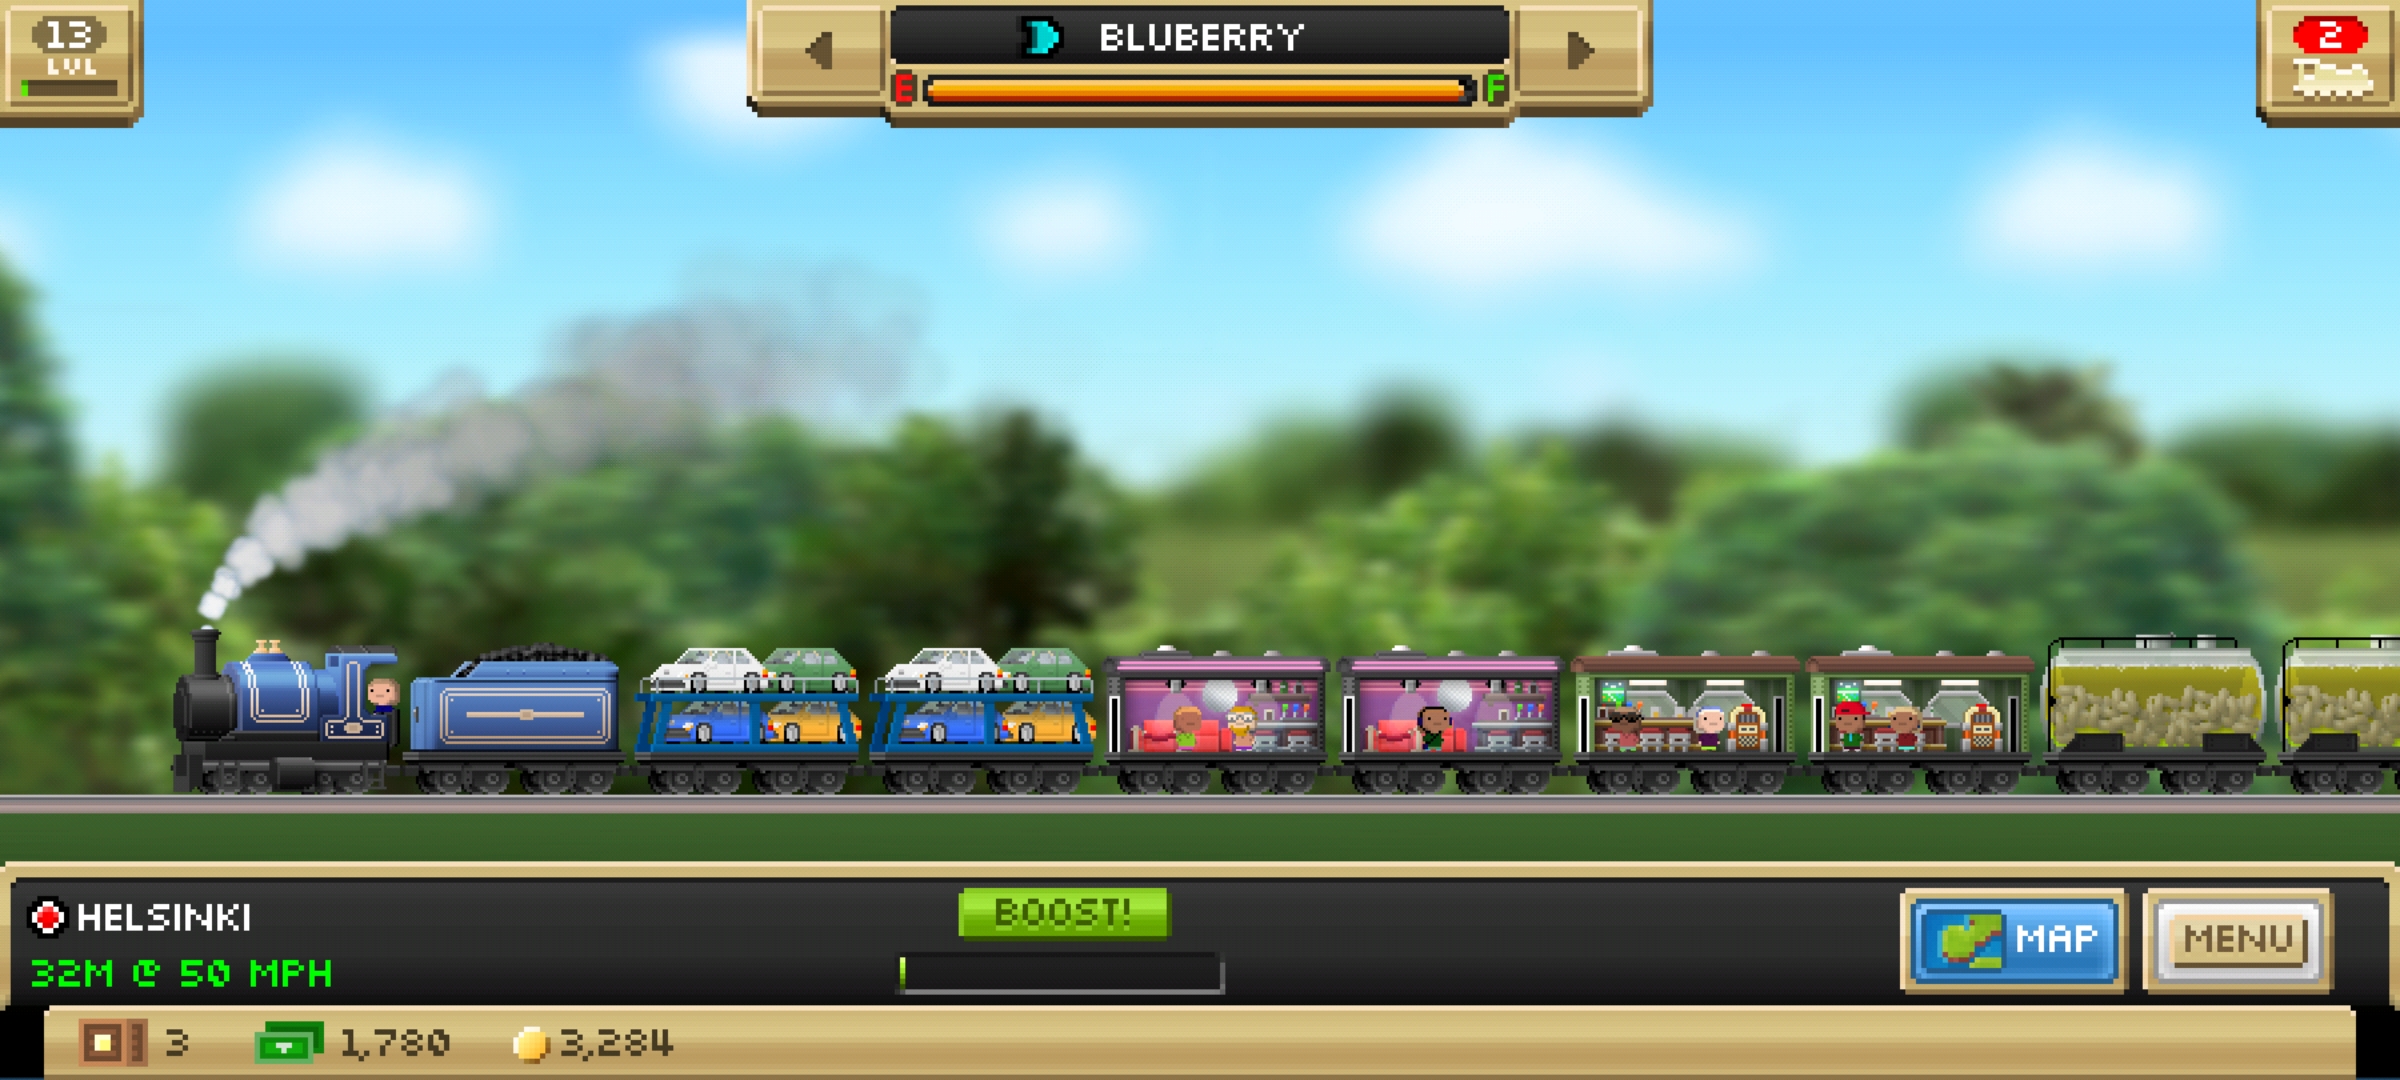 13
LVL
BLUBERRY
E F
2
HELSINKI
32M @ 50 MPH
BOOST!
MAP
MENU
3 1,780 3,284